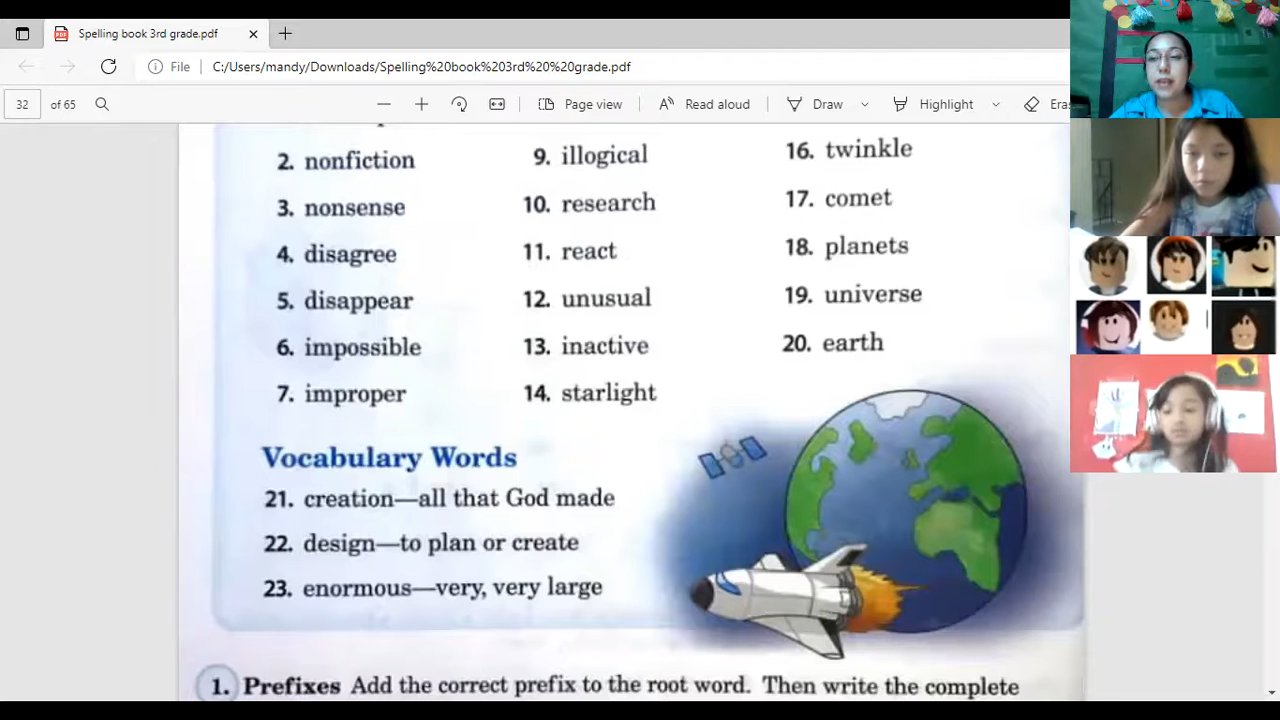 Spelling book 3rd grade.pdf
File C:/Users/mandy/Downloads/Spelling%20book%203rd%20%20grade.pdf
32 of 65 Page view Read aloud Draw Highlight
2. nonfiction
3. nonsense
4. disagree
5. disappear
6. impossible
7. improper
9. illogical
10. research
11. react
12. unusual
13. inactive
14. starlight
16. twinkle
17. comet
18. planets
19. universe
20. earth
Vocabulary Words
21. creation—all that God made
22. design—to plan or create
23. enormous—very, very large
1. Prefixes Add the correct prefix to the root word. Then write the complete